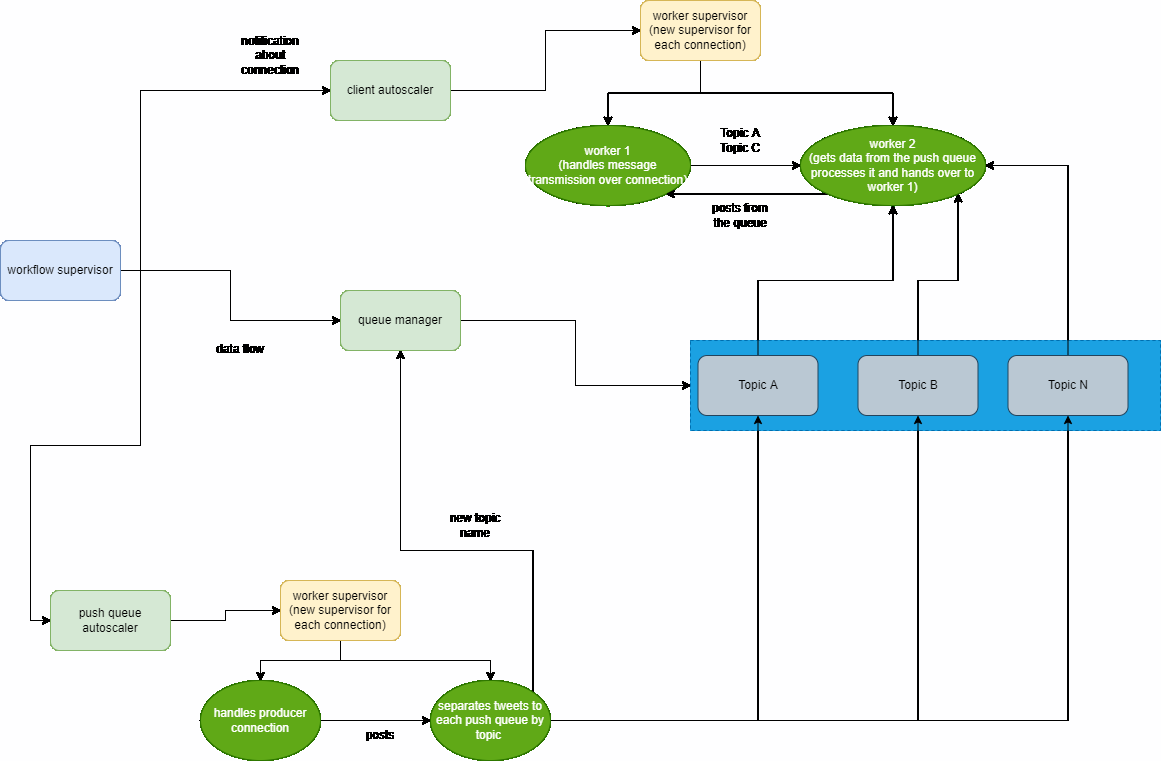 worker supervisor
(new supervisor for
each connection)
notification
about
connection
client autoscaler
worker 1
(handles message
transmission over connection)
Topic A
Topic C
worker 2
(gets data from the push queue
processes it and hands over to
worker 1)
posts from
the queue
workflow supervisor
queue manager
data flow
Topic A
Topic B
Topic N
new topic
name
push queue
autoscaler
worker supervisor
(new supervisor for
each connection)
handles producer
connection
posts
separates tweets to
each push queue by
topic